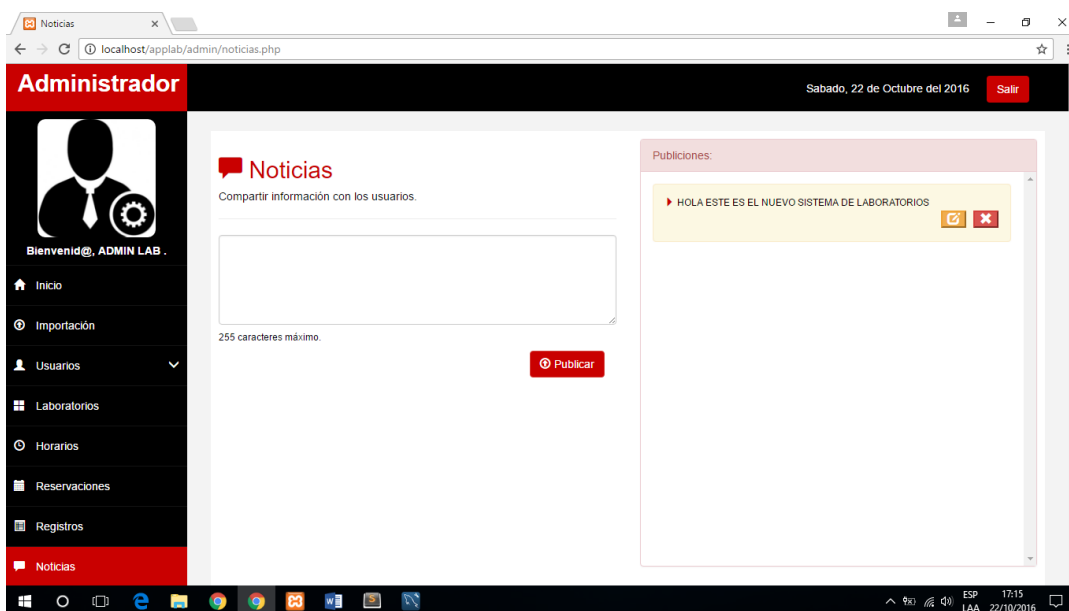 Noticias
localhost/applab/admin/noticias.php
Administrador
Sabado, 22 de Octubre del 2016
Salir
Bienvenid@, ADMIN LAB .
Inicio
Importación
Usuarios
Laboratorios
Horarios
Reservaciones
Registros
Noticias
Noticias
Compartir información con los usuarios.
255 caracteres máximo.
Publicar
Publiciones:
HOLA ESTE ES EL NUEVO SISTEMA DE LABORATORIOS
ESP
LAA
17:15
22/10/2016